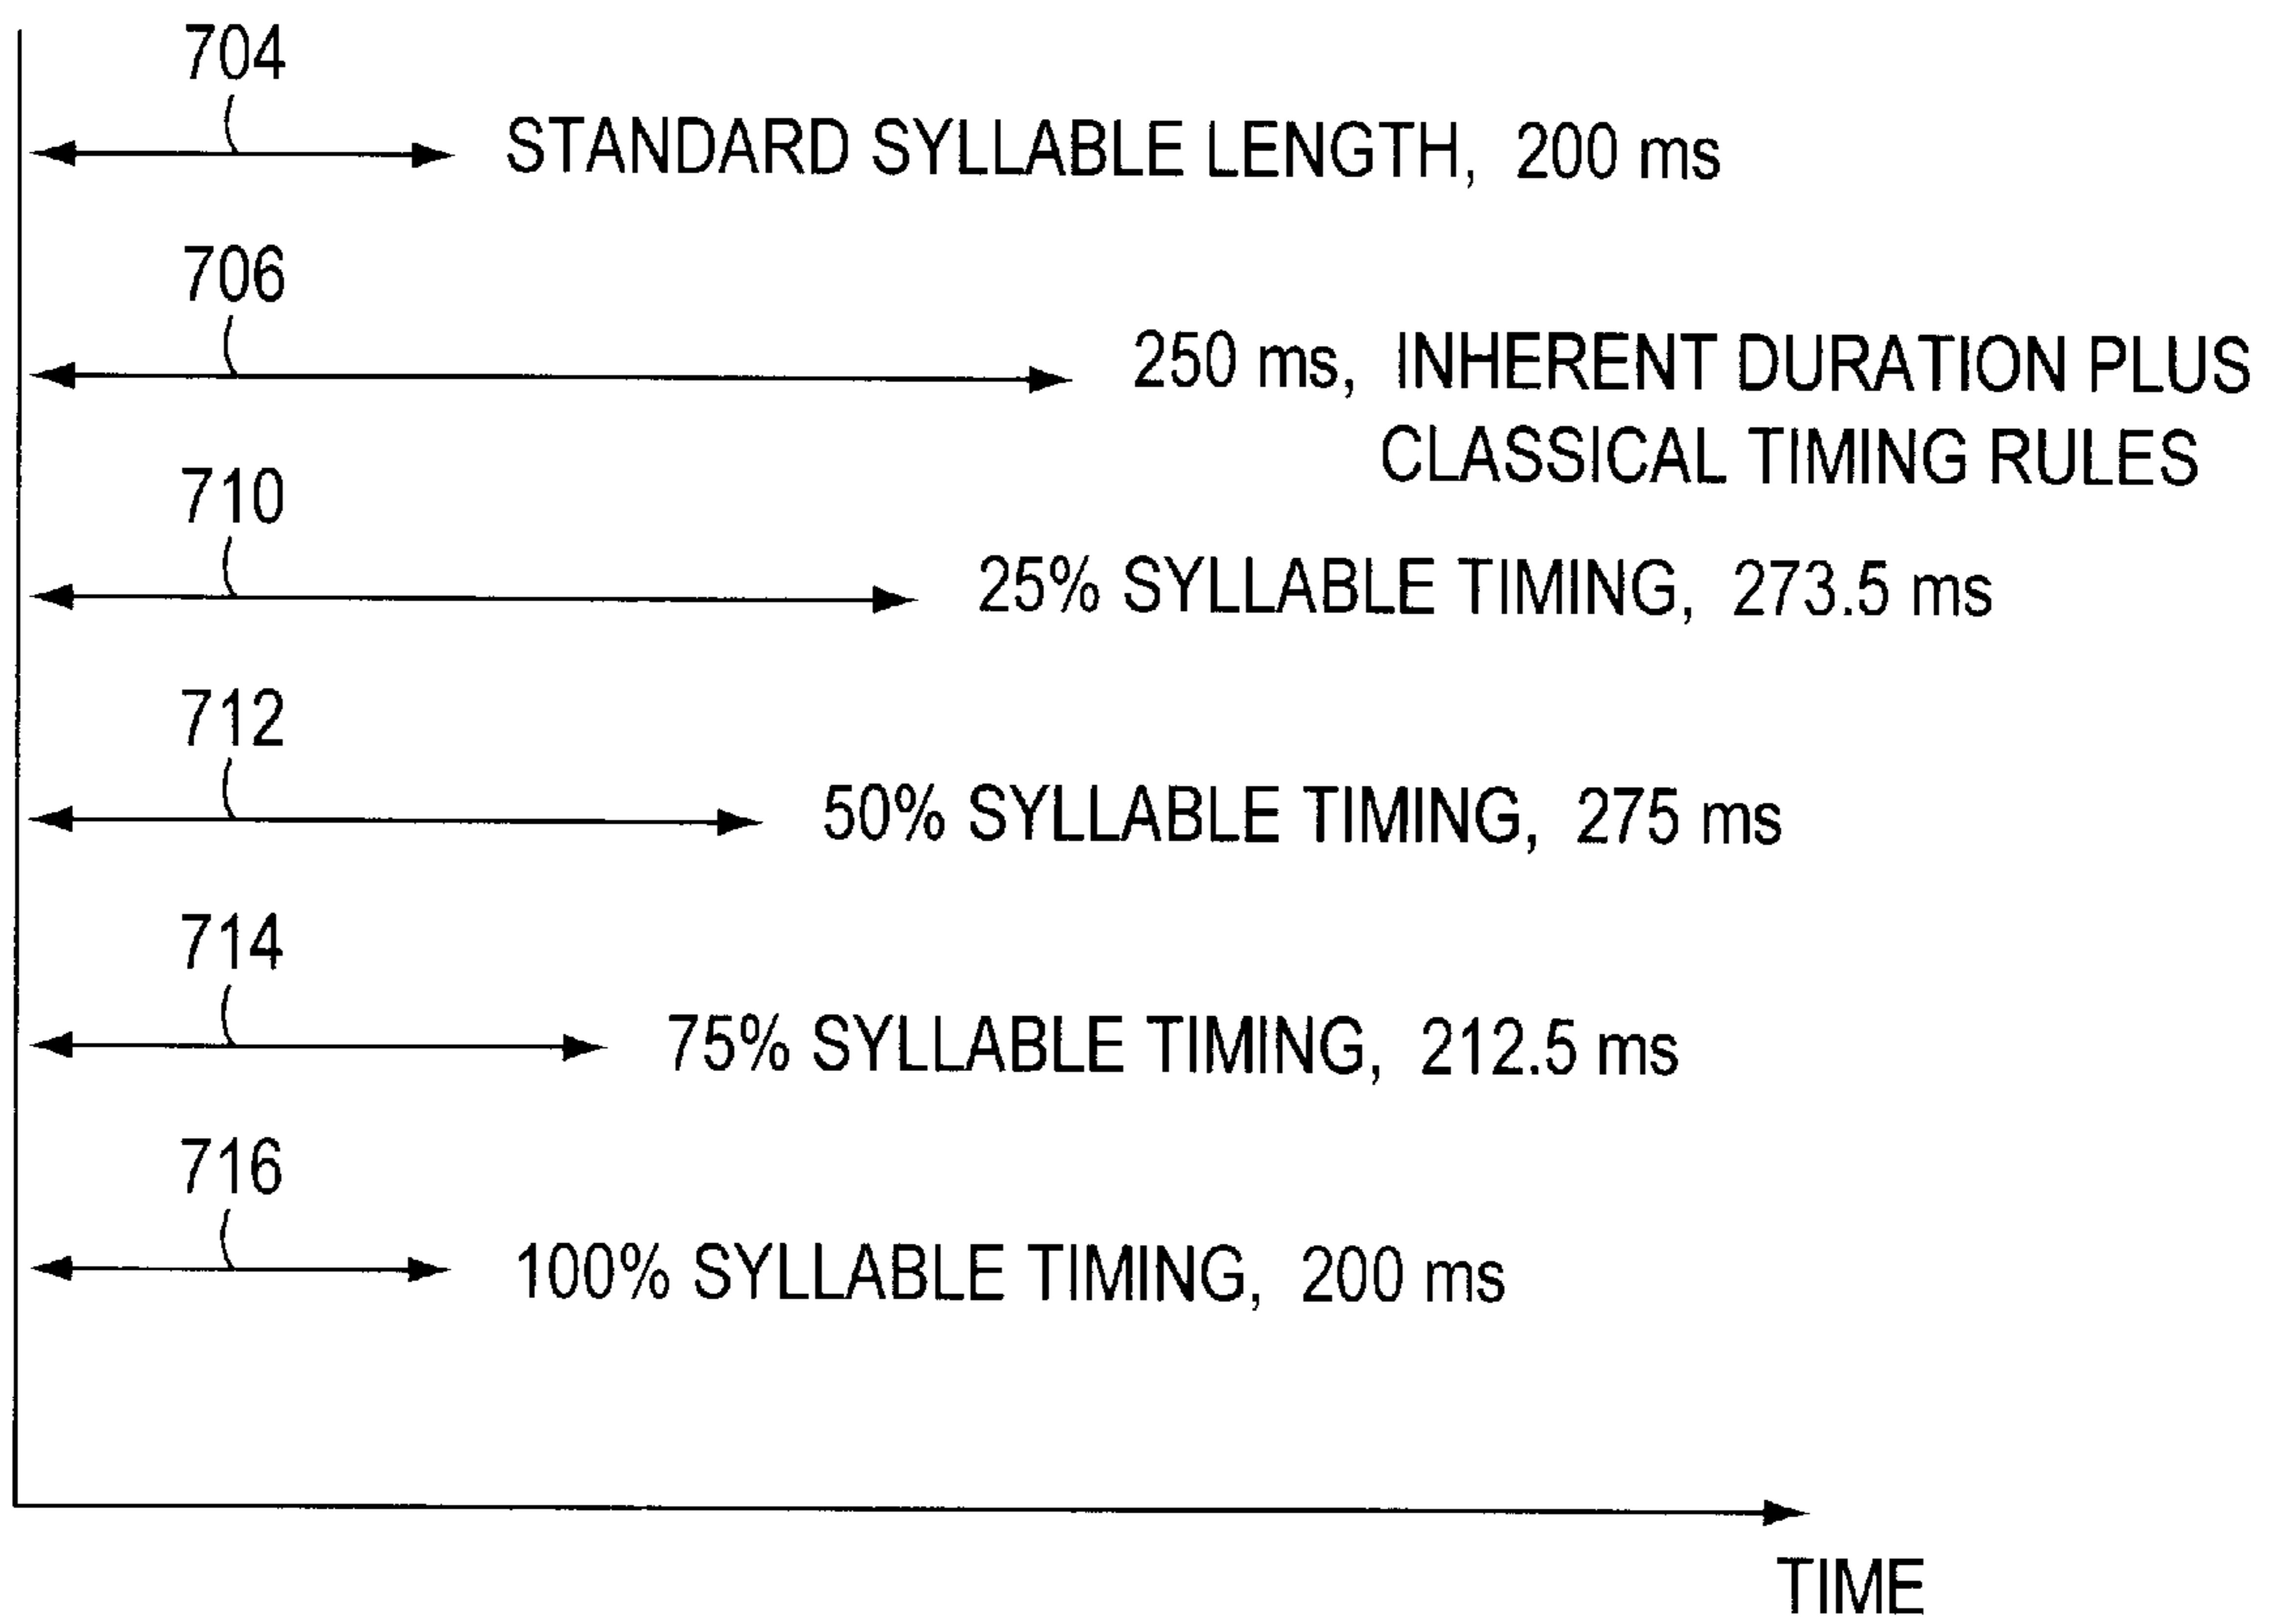 704
STANDARD SYLLABLE LENGTH, 200 ms
706
250 ms, INHERENT DURATION PLUS
CLASSICAL TIMING RULES
710
25% SYLLABLE TIMING, 273.5 ms
712
50% SYLLABLE TIMING, 275 ms
714
75% SYLLABLE TIMING, 212.5 ms
716
100% SYLLABLE TIMING, 200 ms
TIME